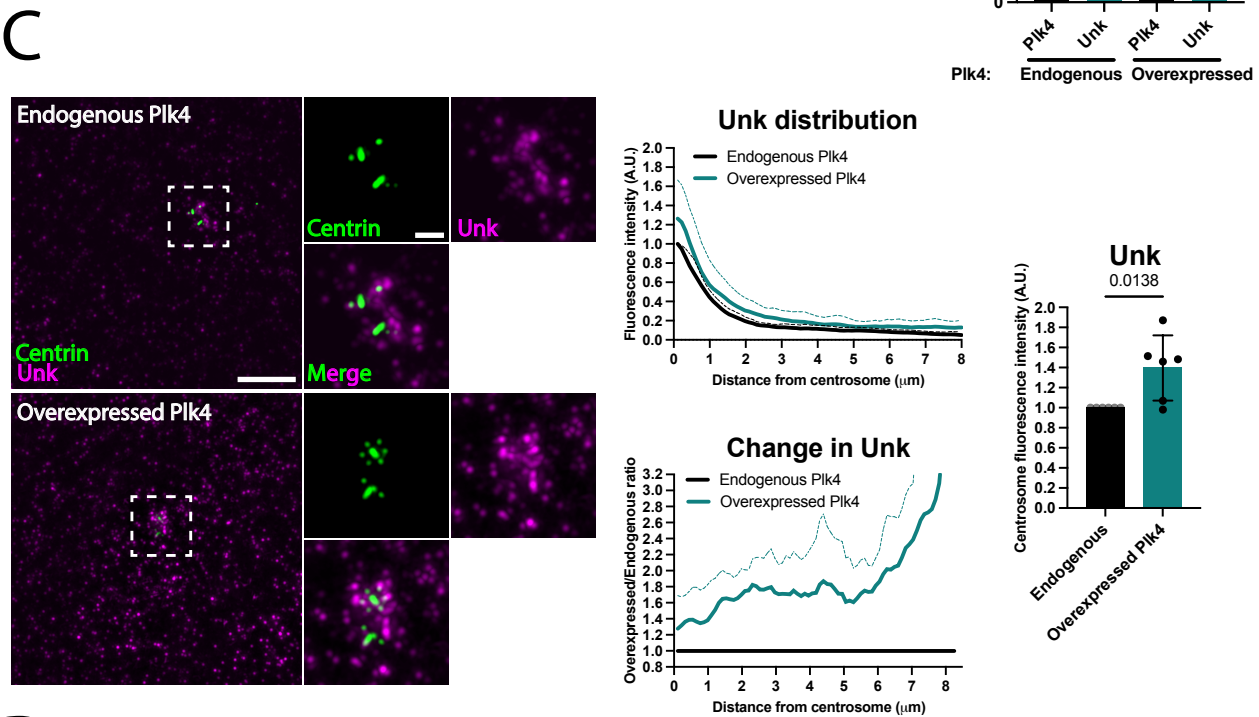 C
0
Plk4 Unk Plk4 Unk
Plk4: Endogenous Overexpressed
Endogenous Plk4
Centrin
Unk
Centrin
Unk
Merge
Overexpressed Plk4
Unk distribution
Endogenous Plk4
Overexpressed Plk4
Fluorescence intensity (A.U.)
2.0
1.8
1.6
1.4
1.2
1.0
0.8
0.6
0.4
0.2
0.0
0 1 2 3 4 5 6 7 8
Distance from centrosome (μm)
Change in Unk
Endogenous Plk4
Overexpressed Plk4
Overexpressed/Endogenous ratio
3.2
3.0
2.8
2.6
2.4
2.2
2.0
1.8
1.6
1.4
1.2
1.0
0.8
0 1 2 3 4 5 6 7 8
Distance from centrosome (μm)
Unk
0.0138
Centrosome fluorescence intensity (A.U.)
2.0
1.8
1.6
1.4
1.2
1.0
0.8
0.6
0.4
0.2
0.0
Endogenous
Overexpressed Plk4